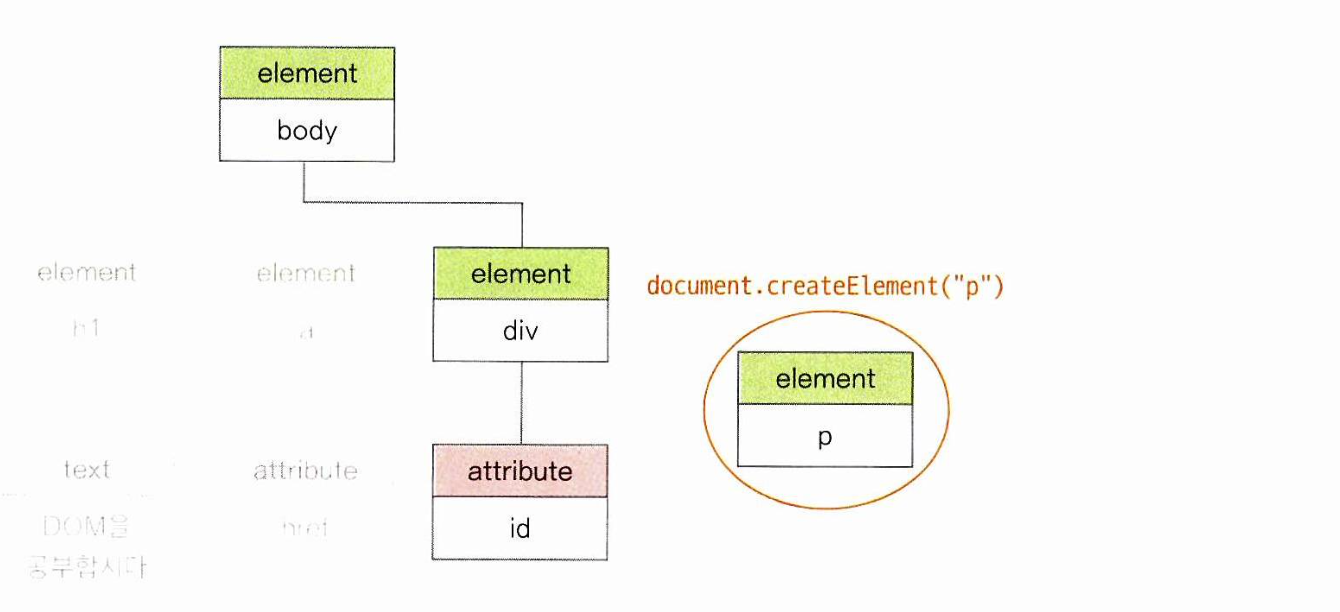 element
body
element
h1
element
a
element
div
document.createElement("p")
element
p
text
DOM을
공부합시다
attribute
href
attribute
id